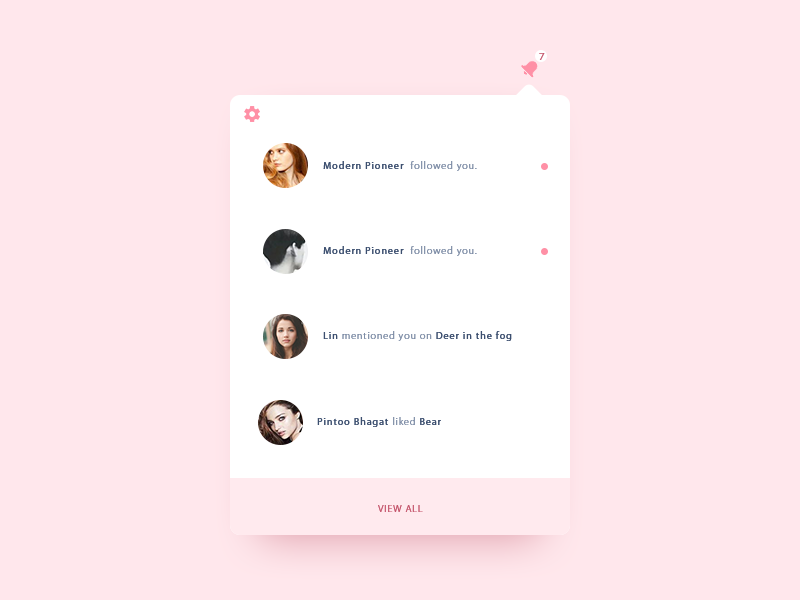 7
Modern Pioneer followed you.
Modern Pioneer followed you.
Lin mentioned you on Deer in the fog
Pintoo Bhagat liked Bear
VIEW ALL